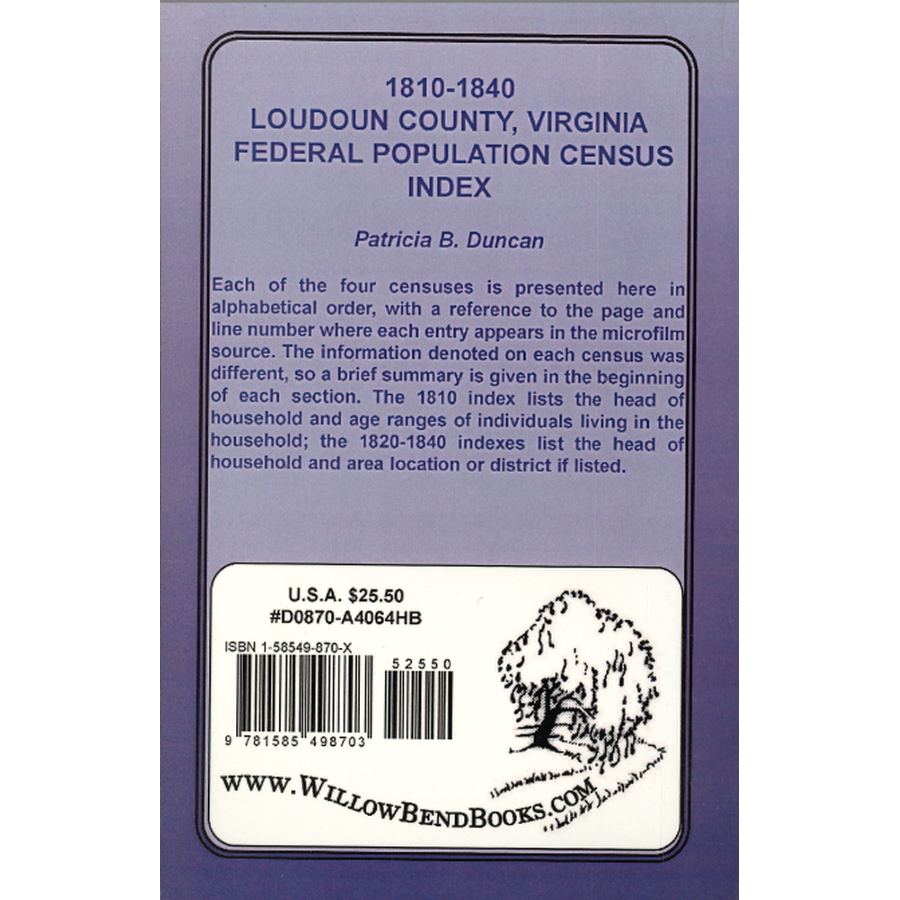 1810-1840
LOUDOUN COUNTY, VIRGINIA
FEDERAL POPULATION CENSUS
INDEX
Patricia B. Duncan
Each of the four censuses is presented here in
alphabetical order, with a reference to the page and
line number where each entry appears in the microfilm
source. The information denoted on each census was
different, so a brief summary is given in the beginning
of each section. The 1810 index lists the head of
household and age ranges of individuals living in the
household; the 1820-1840 indexes list the head of
household and area location or district if listed.
U.S.A. $25.50
#D0870-A4064HB
ISBN 1-58549-870-X
52550
9 781585 498703
WWW.WILLOWBENDBOOKS.COM